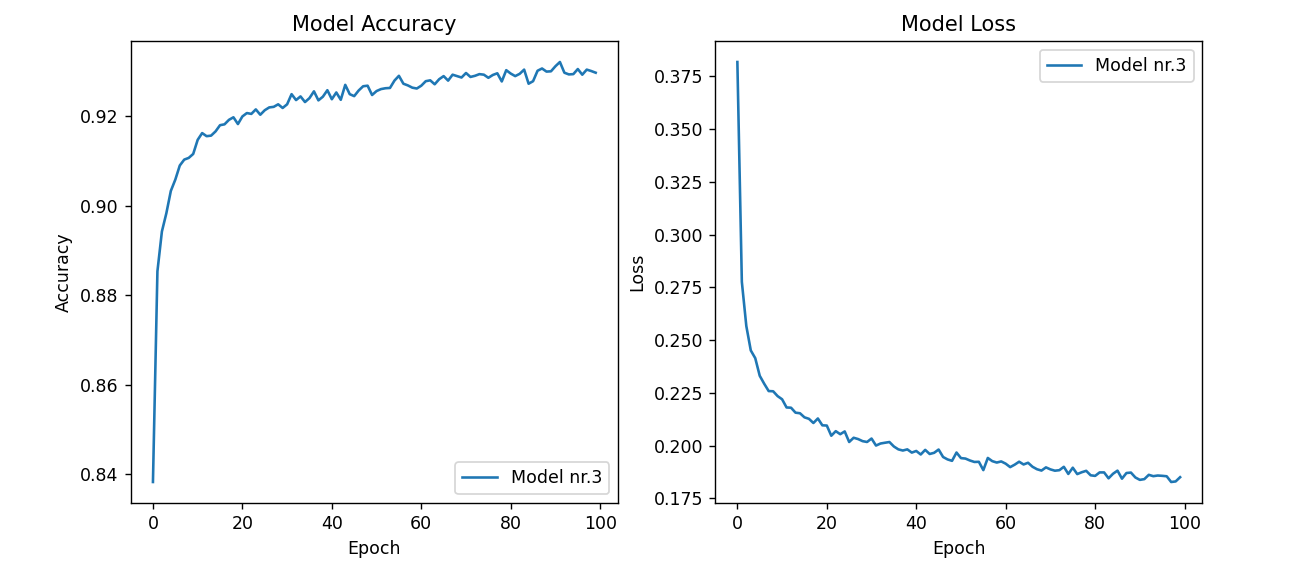 Model Accuracy
Accuracy
0.92
0.90
0.88
0.86
0.84
Model nr.3
0 20 40 60 80 100
Epoch
Model Loss
Loss
0.375
0.350
0.325
0.300
0.275
0.250
0.225
0.200
0.175
Model nr.3
0 20 40 60 80 100
Epoch